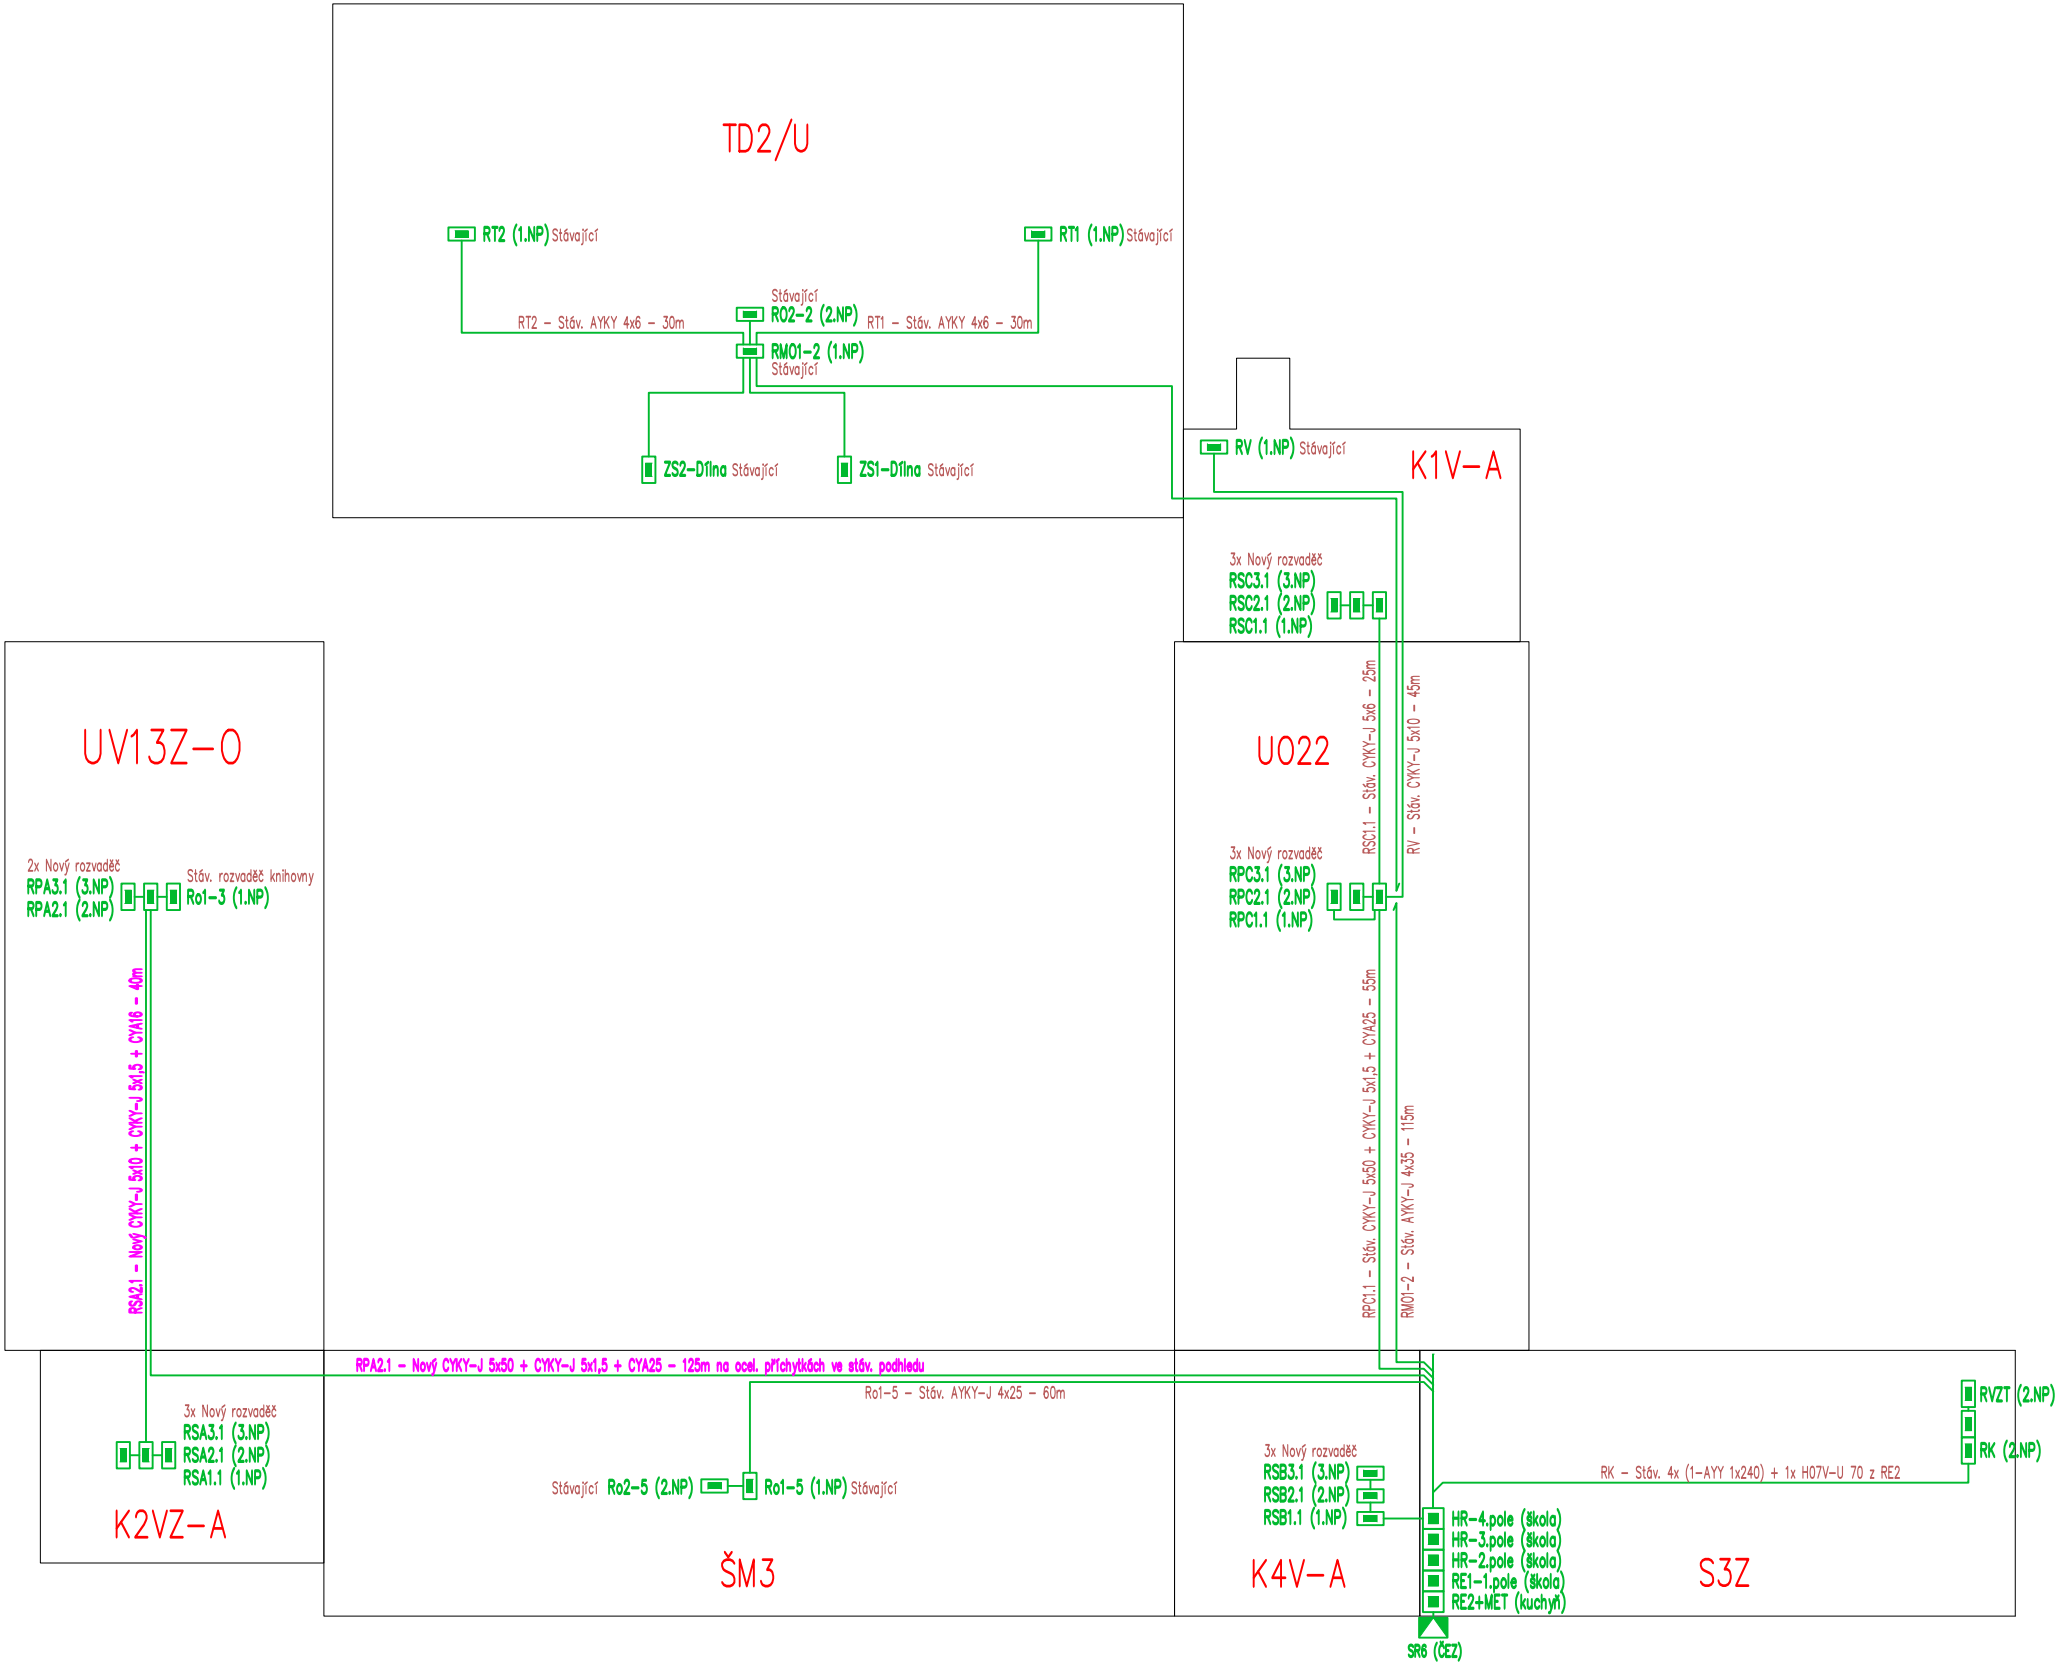 TD2/U
RT2 (1.NP) Stávající
RT1 (1.NP) Stávající
Stávající
RO2-2 (2.NP)
RT2 - Stáv. AYKY 4x6 - 30m
RT1 - Stáv. AYKY 4x6 - 30m
RMO1-2 (1.NP)
Stávající
ZS2-Dílna Stávající
ZS1-Dílna Stávající
RV (1.NP) Stávající
K1V-A
3x Nový rozvaděč
RSC3.1 (3.NP)
RSC2.1 (2.NP)
RSC1.1 (1.NP)
RSC1.1 - Stáv. CYKY-J 5x6 - 25m
RV - Stáv. CYKY-J 5x10 - 45m
UV13Z-O
UO22
2x Nový rozvaděč
RPA3.1 (3.NP)
RPA2.1 (2.NP)
Stáv. rozvaděč knihovny
Ro1-3 (1.NP)
3x Nový rozvaděč
RPC3.1 (3.NP)
RPC2.1 (2.NP)
RPC1.1 (1.NP)
RSA2.1 - Nový CYKY-J 5x10 + CYKY-J 5x1,5 + CYA16 - 40m
RPC1.1 - Stáv. CYKY-J 5x50 + CYKY-J 5x1,5 + CYA25 - 55m
RMO1-2 - Stáv. AYKY-J 4x35 - 115m
RPA2.1 - Nový CYKY-J 5x50 + CYKY-J 5x1,5 + CYA25 - 125m na ocel. příchytkách ve stáv. podhledu
Ro1-5 - Stáv. AYKY-J 4x25 - 60m
3x Nový rozvaděč
RSA3.1 (3.NP)
RSA2.1 (2.NP)
RSA1.1 (1.NP)
K2VZ-A
Stávající Ro2-5 (2.NP)
Ro1-5 (1.NP) Stávající
ŠM3
3x Nový rozvaděč
RSB3.1 (3.NP)
RSB2.1 (2.NP)
RSB1.1 (1.NP)
K4V-A
RVZT (2.NP)
RK (2.NP)
RK - Stáv. 4x (1-AYY 1x240) + 1x H07V-U 70 z RE2
HR-4.pole (škola)
HR-3.pole (škola)
HR-2.pole (škola)
RE1-1.pole (škola)
RE2+MET (kuchyň)
S3Z
SR6 (ČEZ)